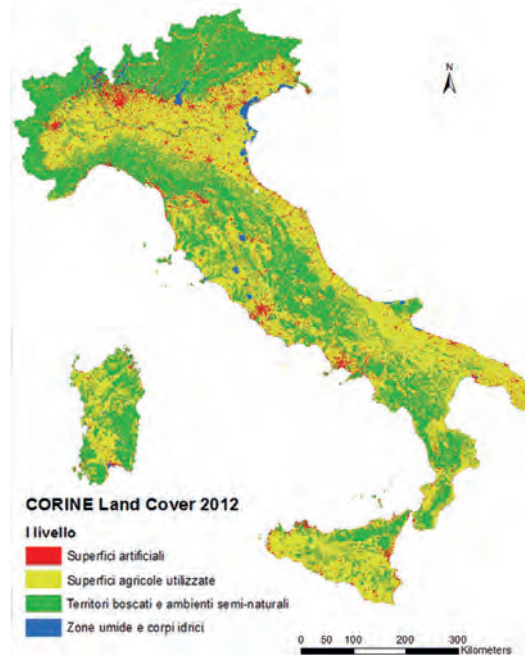 N
CORINE Land Cover 2012
I livello
Superfici artificiali
Superfici agricole utilizzate
Territori boscati e ambienti semi-naturali
Zone umide e corpi idrici
0 50 100 200 300
Kilometers